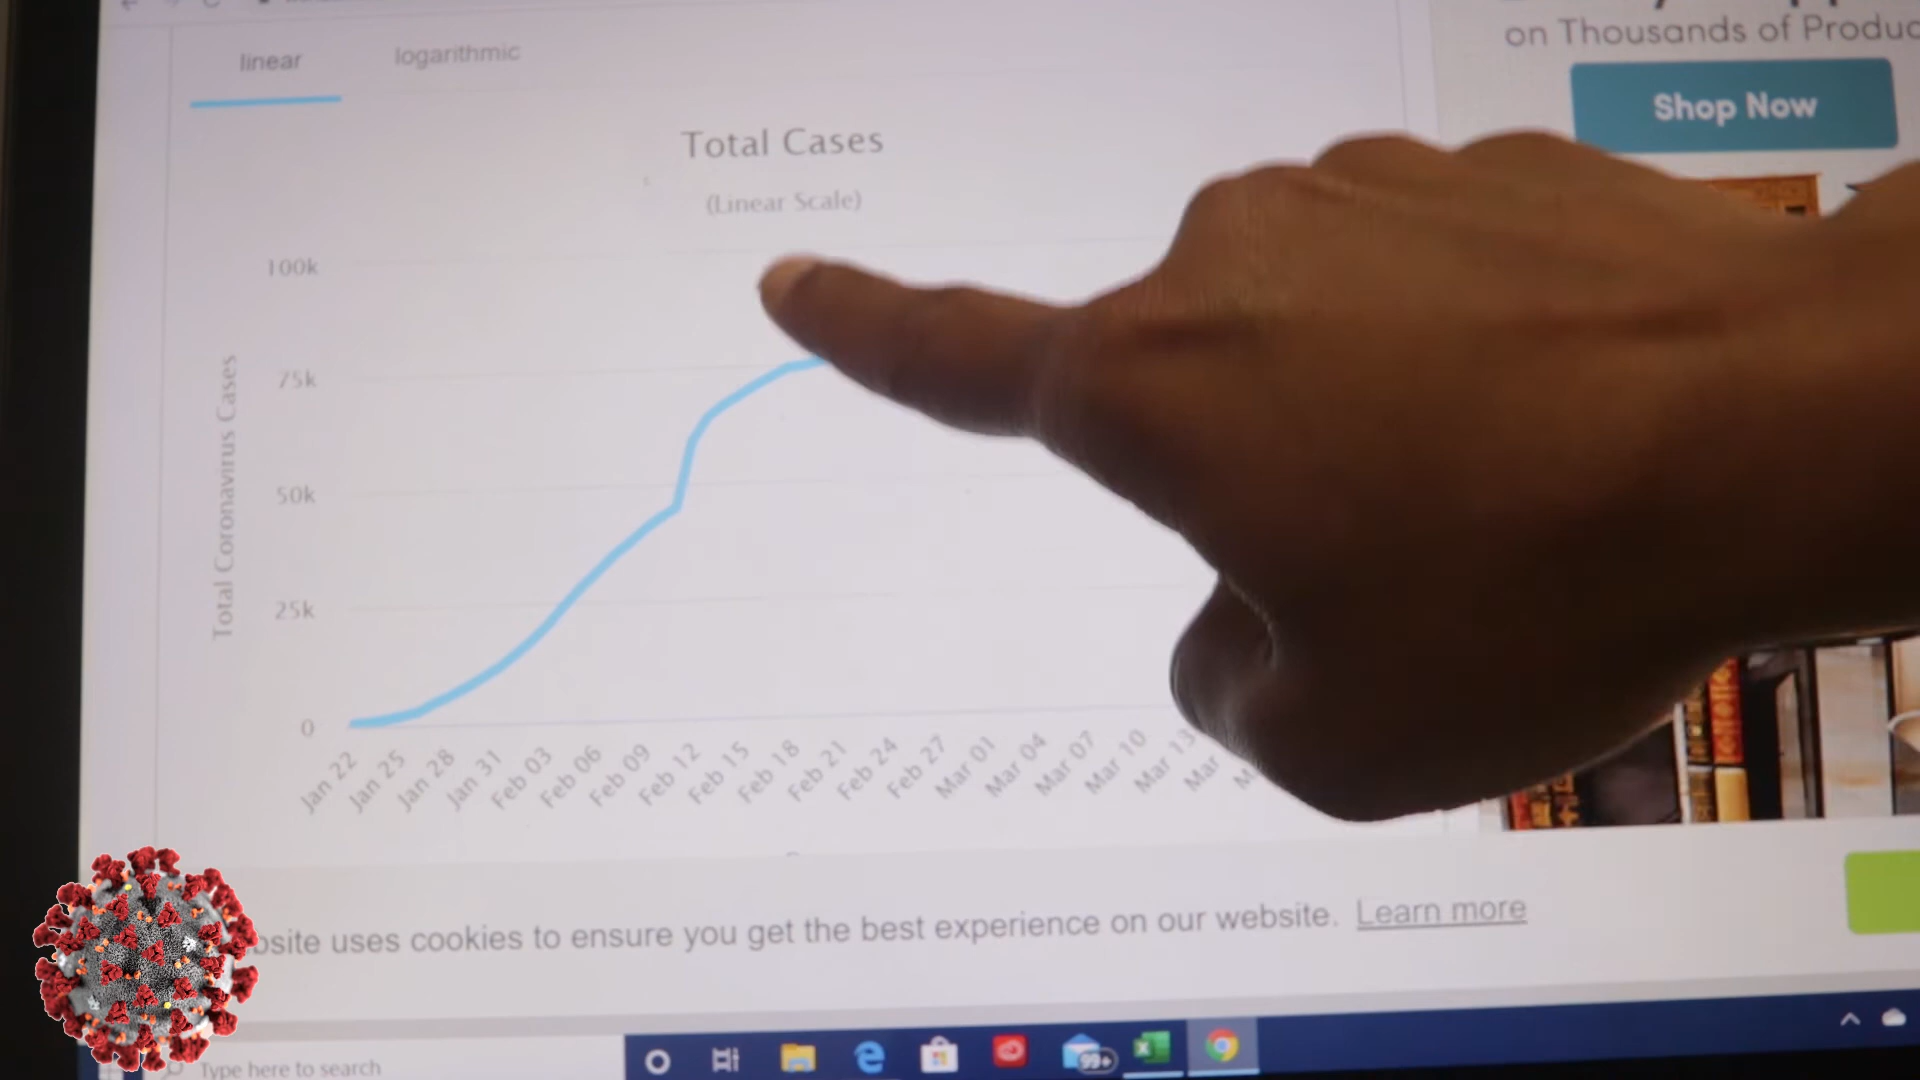 on Thousands of Produc
linear
logarithmic
Shop Now
Total Cases
(Linear Scale)
Total Coronavirus Cases
100k
75k
50k
25k
0
Jan 22
Jan 25
Jan 28
Jan 31
Feb 03
Feb 06
Feb 09
Feb 12
Feb 15
Feb 18
Feb 21
Feb 24
Feb 27
Mar 01
Mar 04
Mar 07
Mar 10
Mar 13
Mar
bsite uses cookies to ensure you get the best experience on our website. Learn more
Type here to search
99+